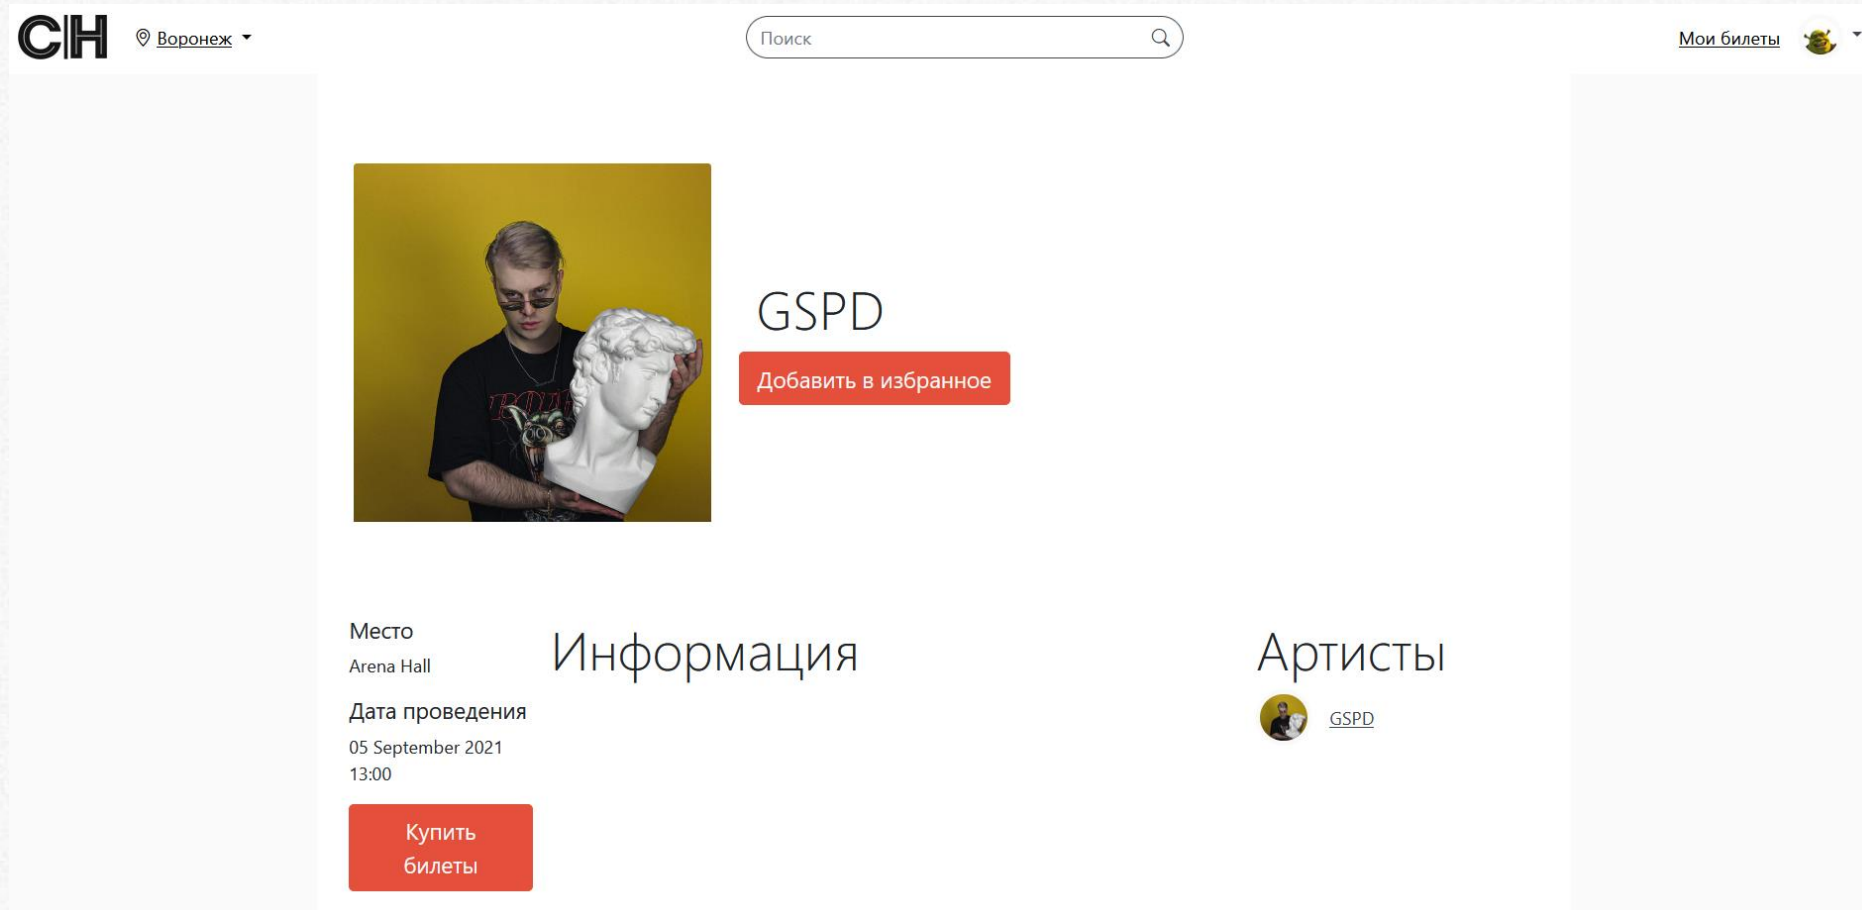 CH
Воронеж
Поиск
Мои билеты
GSPD
Добавить в избранное
Место
Arena Hall
Дата проведения
05 September 2021
13:00
Купить
билеты
Информация
Артисты
GSPD